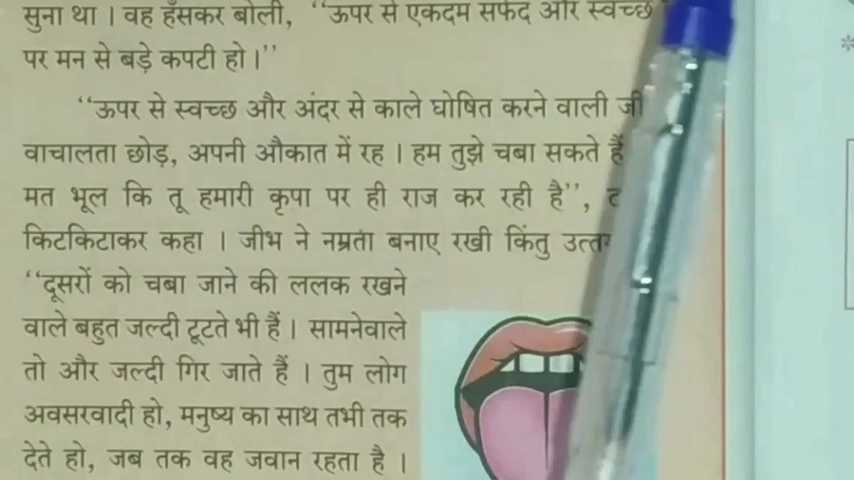 सुना था । वह हँसकर बोली, ‘‘ऊपर से एकदम सफेद और स्वच्छ
पर मन से बड़े कपटी हो ।’’
‘‘ऊपर से स्वच्छ और अंदर से काले घोषित करने वाली जी
वाचालता छोड़, अपनी औकात में रह । हम तुझे चबा सकते हैं
मत भूल कि तू हमारी कृपा पर ही राज कर रही है’’,
किटकिटाकर कहा । जीभ ने नम्रता बनाए रखी किंतु
‘‘दूसरों को चबा जाने की ललक रखने
वाले बहुत जल्दी टूटते भी हैं । सामनेवाले
तो और जल्दी गिर जाते हैं । तुम लोग
अवसरवादी हो, मनुष्य का साथ तभी तक
देते हो, जब तक वह जवान रहता है ।